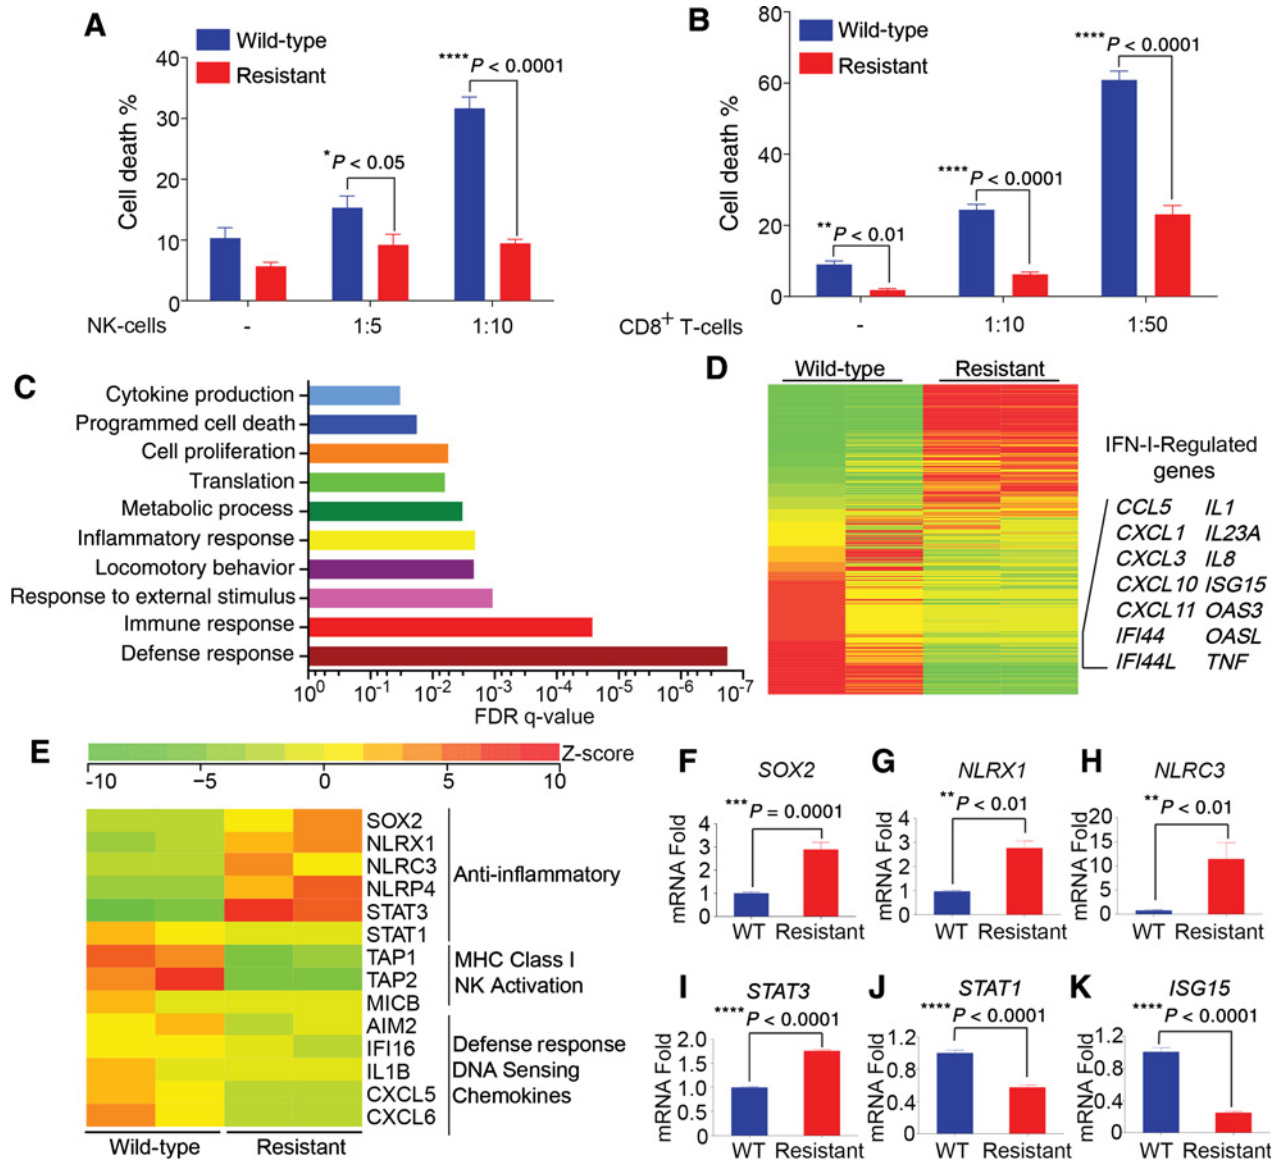 A
Wild-type
Resistant
Cell death %
40
30
20
10
0
* P < 0.05
**** P < 0.0001
NK-cells
- 1:5 1:10
B
Wild-type
Resistant
Cell death %
80
60
40
20
0
** P < 0.01
**** P < 0.0001
**** P < 0.0001
CD8+ T-cells
- 1:10 1:50
C
Cytokine production
Programmed cell death
Cell proliferation
Translation
Metabolic process
Inflammatory response
Locomotory behavior
Response to external stimulus
Immune response
Defense response
10^0 10^-1 10^-2 10^-3 10^-4 10^-5 10^-6 10^-7
FDR q-value
D
Wild-type Resistant
IFN-I-Regulated
genes
CCL5 IL1
CXCL1 IL23A
CXCL3 IL8
CXCL10 ISG15
CXCL11 OAS3
IFI44 OASL
IFI44L TNF
E
Z-score
-10 -5 0 5 10
SOX2
NLRX1
NLRC3
NLRP4
STAT3
STAT1
TAP1
TAP2
MICB
AIM2
IFI16
IL1B
CXCL5
CXCL6
Anti-inflammatory
MHC Class I
NK Activation
Defense response
DNA Sensing
Chemokines
Wild-type Resistant
F
SOX2
*** P = 0.0001
mRNA Fold
4
3
2
1
0
WT Resistant
G
NLRX1
** P < 0.01
mRNA Fold
4
3
2
1
0
WT Resistant
H
NLRC3
** P < 0.01
mRNA Fold
20
15
10
5
0
WT Resistant
I
STAT3
**** P < 0.0001
mRNA Fold
2.0
1.5
1.0
0.5
0
WT Resistant
J
STAT1
**** P < 0.0001
mRNA Fold
1.2
0.8
0.4
0
WT Resistant
K
ISG15
**** P < 0.0001
mRNA Fold
1.2
0.8
0.4
0
WT Resistant